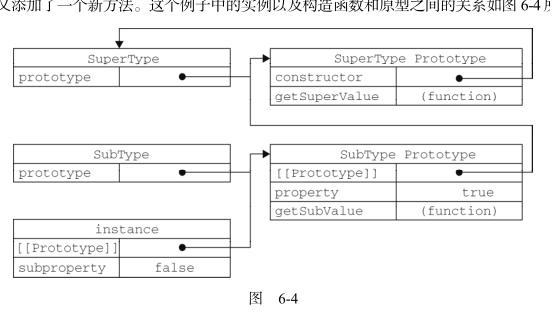 又添加了一个新方法。这个例子中的实例以及构造函数和原型之间的关系如图 6-4
SuperType
prototype
SuperType Prototype
constructor
getSuperValue (function)
SubType
prototype
SubType Prototype
[[Prototype]]
property true
getSubValue (function)
instance
[[Prototype]]
subproperty false
图 6-4